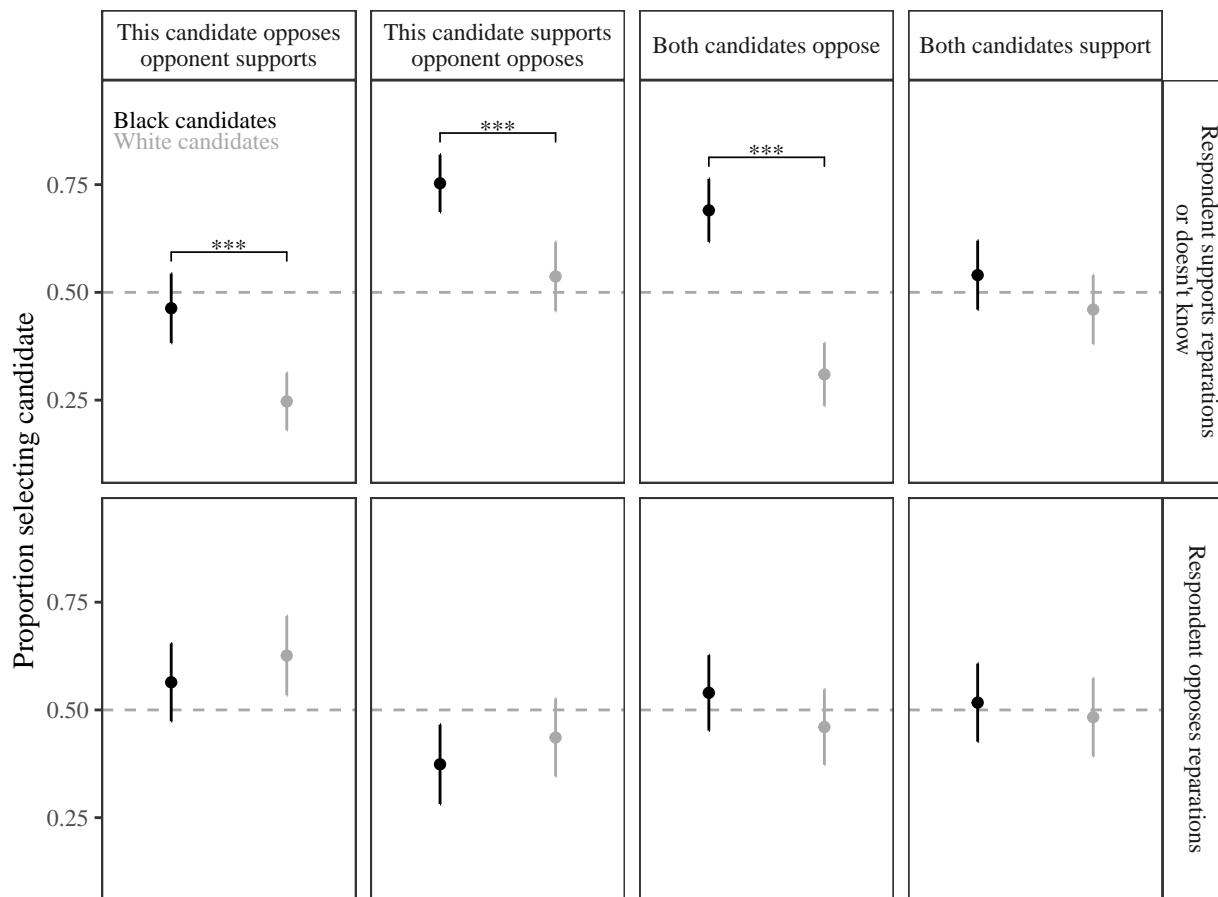 This candidate opposes
opponent supports
This candidate supports
opponent opposes
Both candidates oppose
Both candidates support
Black candidates
White candidates
***
***
***
0.75
0.50
0.25
Respondent supports reparations
or doesn't know
Proportion selecting candidate
0.75
0.50
0.25
Respondent opposes reparations